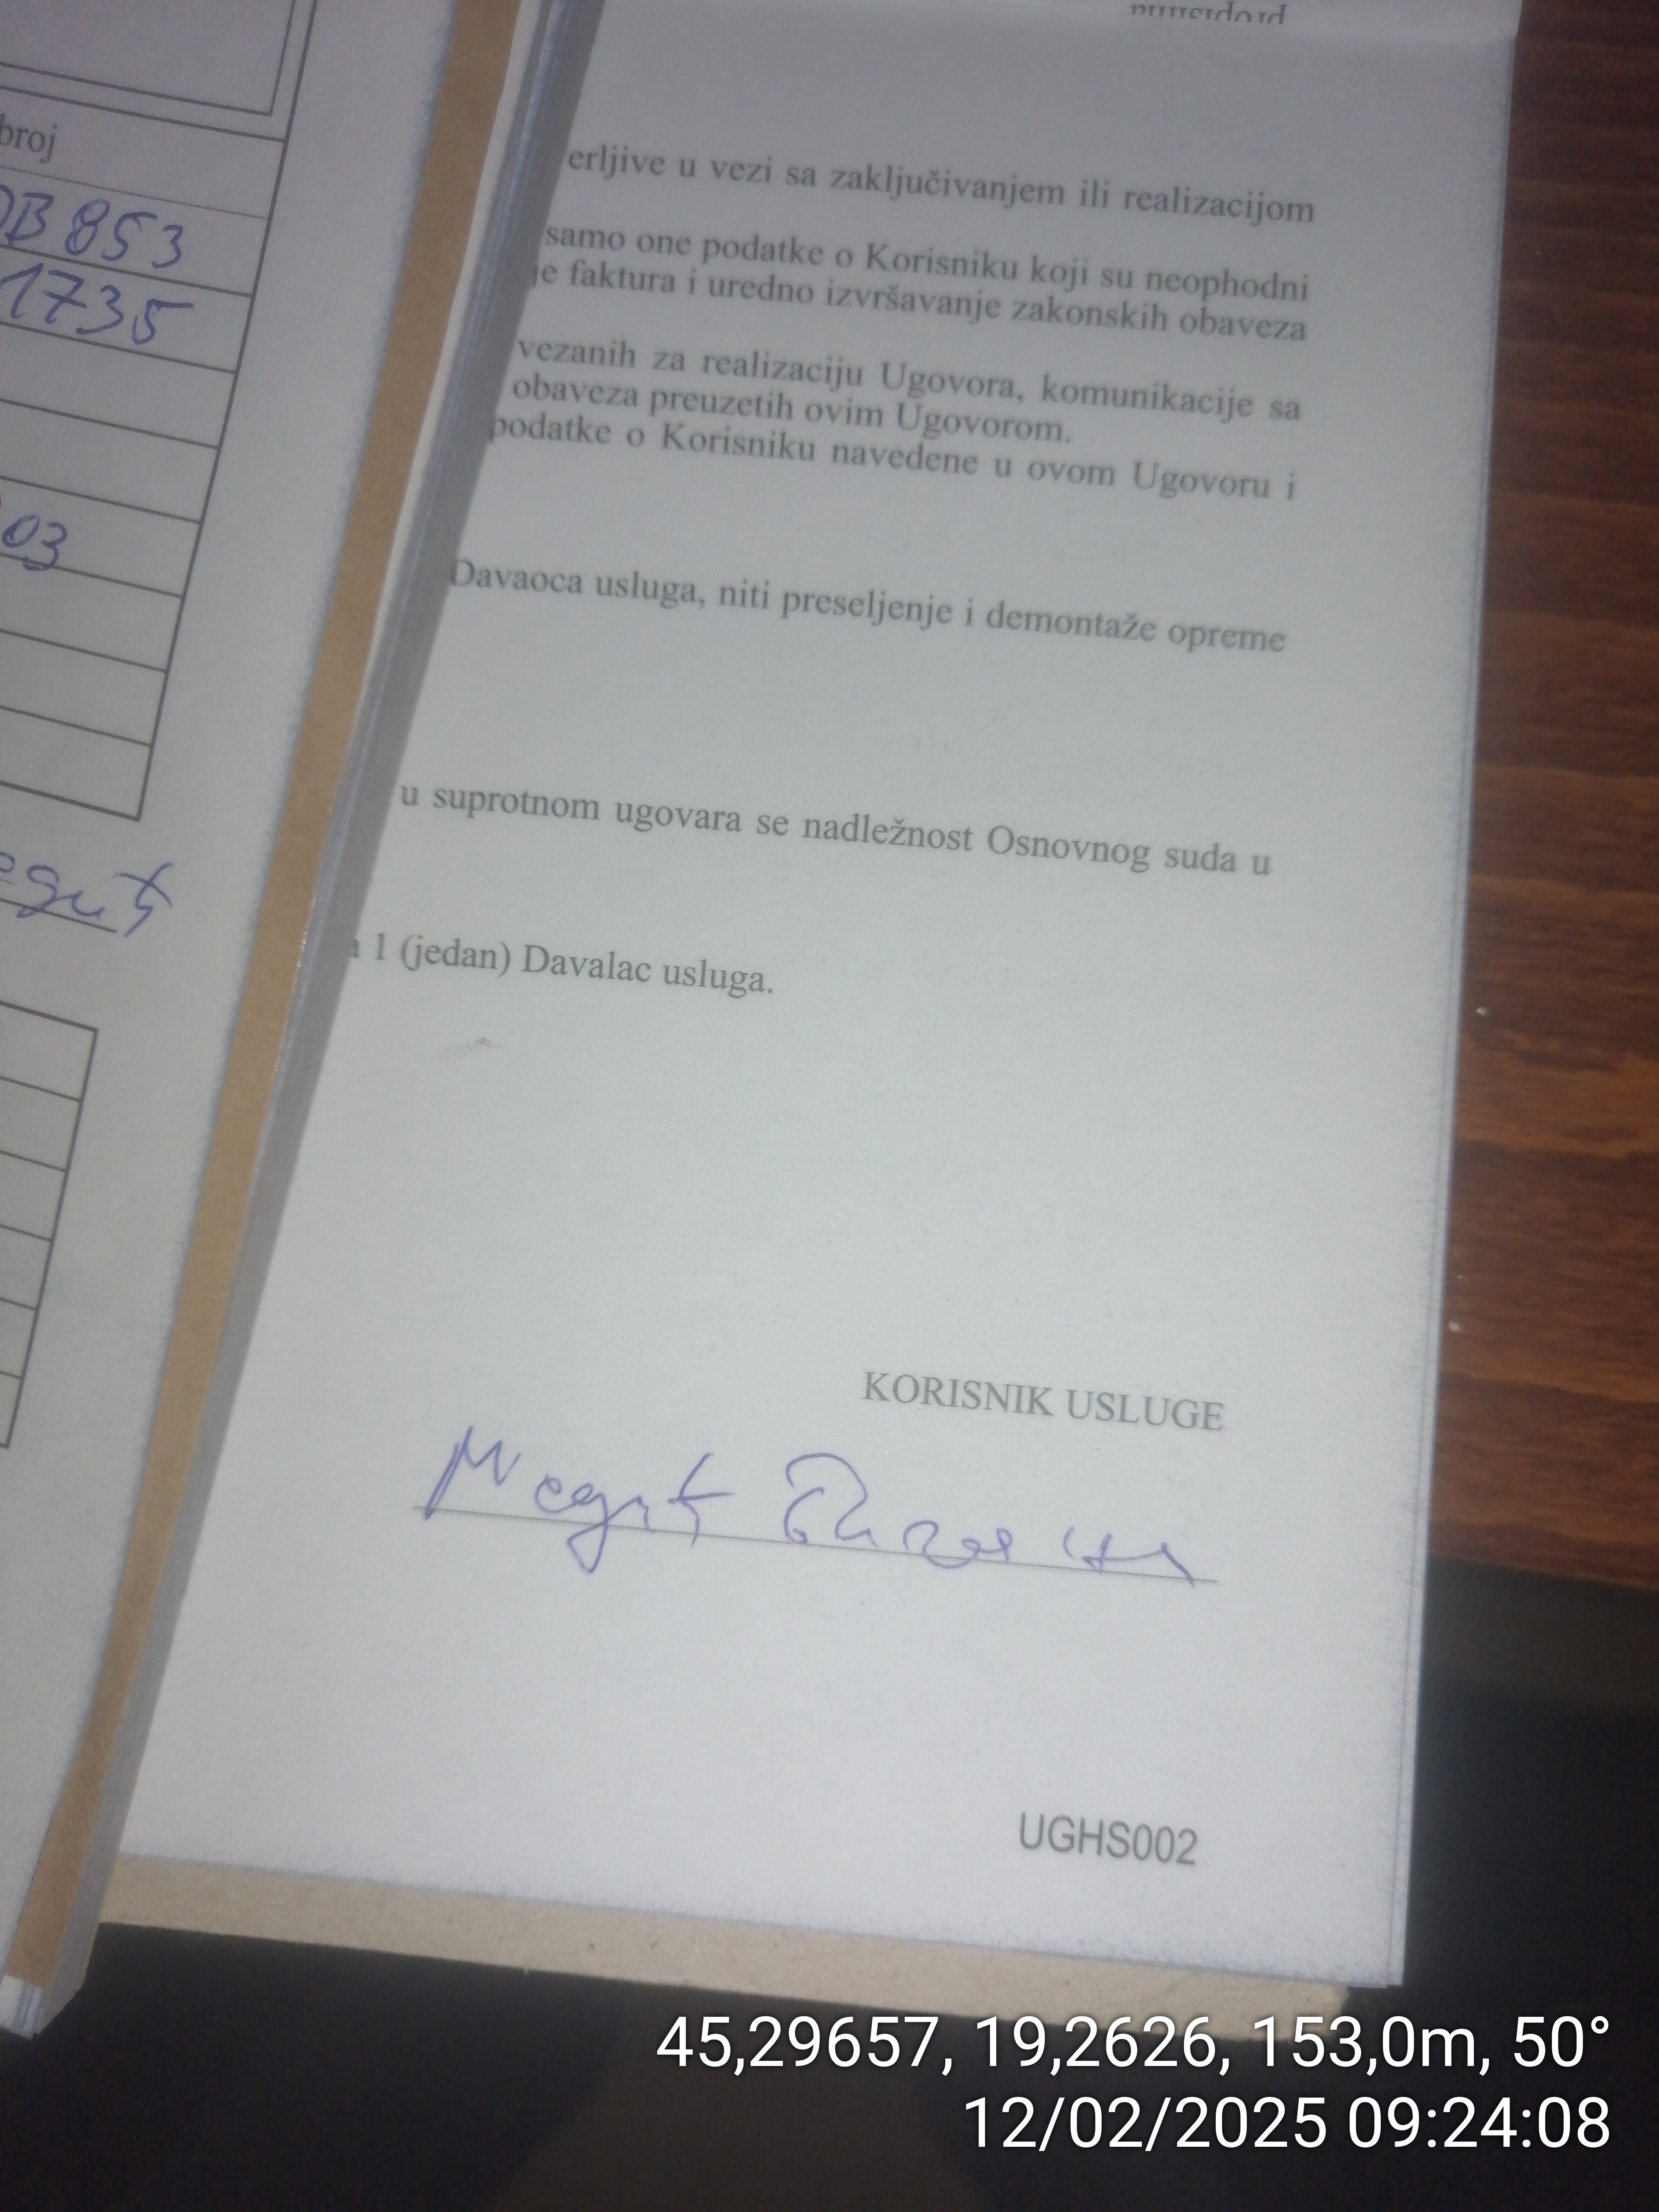 broj
B853
1735
03
erljive u vezi sa zaključivanjem ili realizacijom
samo one podatke o Korisniku koji su neophodni
je faktura i uredno izvršavanje zakonskih obaveza
vezanih za realizaciju Ugovora, komunikacije sa
obaveza preuzetih ovim Ugovorom.
podatke o Korisniku navedene u ovom Ugovoru i
Davaoca usluga, niti preseljenje i demontaže opreme
u suprotnom ugovara se nadležnost Osnovnog suda u
1 (jedan) Davalac usluga.
KORISNIK USLUGE
UGHS002
45,29657, 19,2626, 153,0m, 50°
12/02/2025 09:24:08